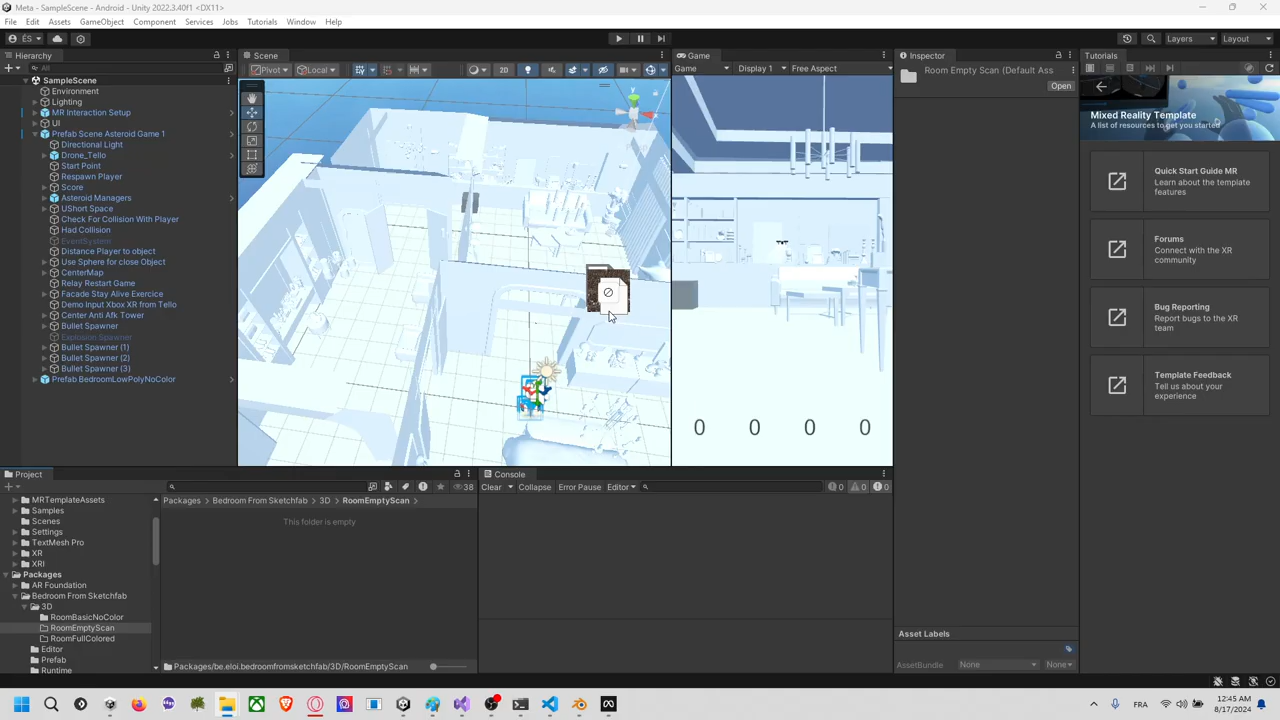 Meta - SampleScene - Android - Unity 2022.3.40f1 <DX11>
File Edit Assets GameObject Component Services Jobs Tutorials Window Help
ÉS
Layers
Layout
Hierarchy
All
SampleScene
Environment
Lighting
MR Interaction Setup
UI
Prefab Scene Asteroid Game 1
Directional Light
Drone_Tello
Start Point
Respawn Player
Score
Asteroid Managers
UShort Space
Check For Collision With Player
Had Collision
EventSystem
Distance Player to object
Use Sphere for close Object
CenterMap
Relay Restart Game
Facade Stay Alive Exercice
Demo Input Xbox XR from Tello
Center Anti Afk Tower
Bullet Spawner
Explosion Spawner
Bullet Spawner (1)
Bullet Spawner (2)
Bullet Spawner (3)
Prefab BedroomLowPolyNoColor
Scene
Pivot
Local
2D
y
Game
Game
Display 1
Free Aspect
0 0 0 0
Inspector
Room Empty Scan (Default Ass
Open
Asset Labels
AssetBundle None None
Tutorials
Mixed Reality Template
A list of resources to get you started
Quick Start Guide MR
Learn about the template features
Forums
Connect with the XR community
Bug Reporting
Report bugs to the XR team
Template Feedback
Tell us about your experience
Project
38
MRTemplateAssets
Samples
Scenes
Settings
TextMesh Pro
XR
XRI
Packages
AR Foundation
Bedroom From Sketchfab
3D
RoomBasicNoColor
RoomEmptyScan
RoomFullColored
Editor
Prefab
Runtime
Packages > Bedroom From Sketchfab > 3D > RoomEmptyScan
This folder is empty
Packages/be.eloi.bedroomfromsketchfab/3D/RoomEmptyScan
Console
Clear Collapse Error Pause Editor
0 0 0
FRA
12:45 AM
8/17/2024